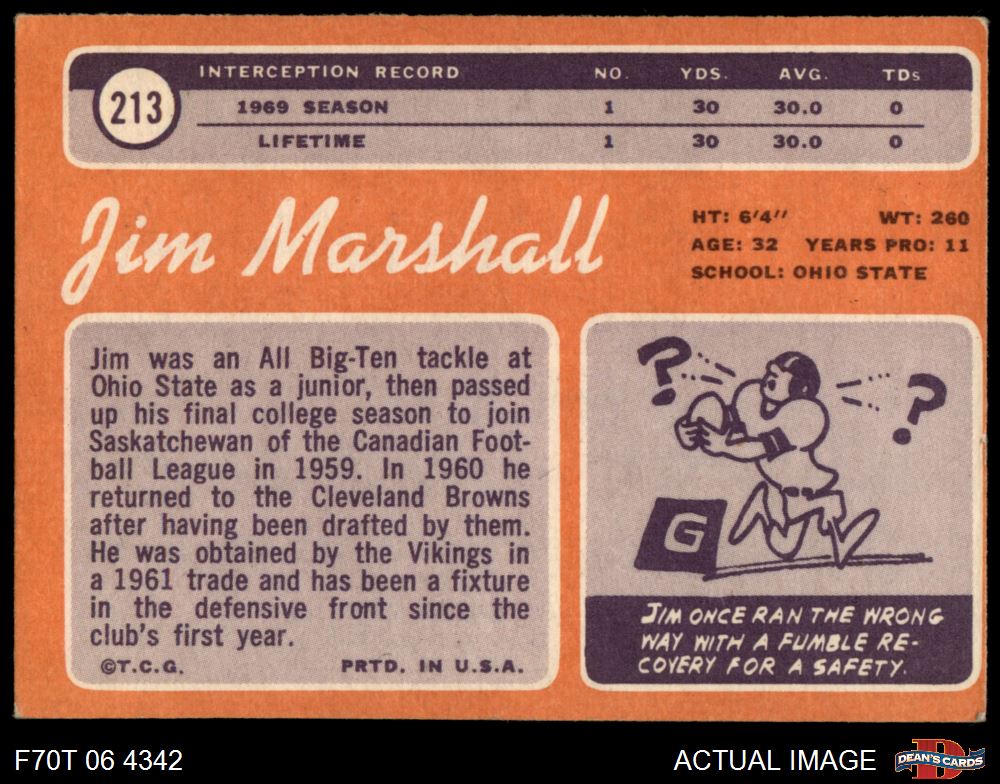 213
INTERCEPTION RECORD NO. YDS. AVG. TDs
1969 SEASON 1 30 30.0 0
LIFETIME 1 30 30.0 0
Jim Marshall
HT: 6'4" WT: 260
AGE: 32 YEARS PRO: 11
SCHOOL: OHIO STATE
Jim was an All Big-Ten tackle at
Ohio State as a junior, then passed
up his final college season to join
Saskatchewan of the Canadian Foot-
ball League in 1959. In 1960 he
returned to the Cleveland Browns
after having been drafted by them.
He was obtained by the Vikings in
a 1961 trade and has been a fixture
in the defensive front since the
club's first year.
©T.C.G. PRTD. IN U.S.A.
? ?
G
JIM ONCE RAN THE WRONG
WAY WITH A FUMBLE RE-
COVERY FOR A SAFETY.
F70T 06 4342 ACTUAL IMAGE
D
DEAN'S CARDS